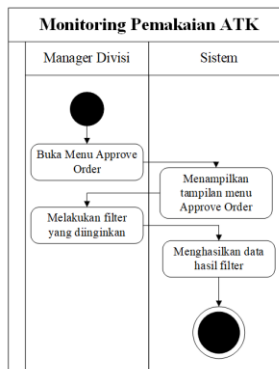 Monitoring Pemakaian ATK
Manager Divisi
Sistem
Buka Menu Approve
Order
Menampilkan
tampilan menu
Approve Order
Melakukan filter
yang diinginkan
Menghasilkan data
hasil filter